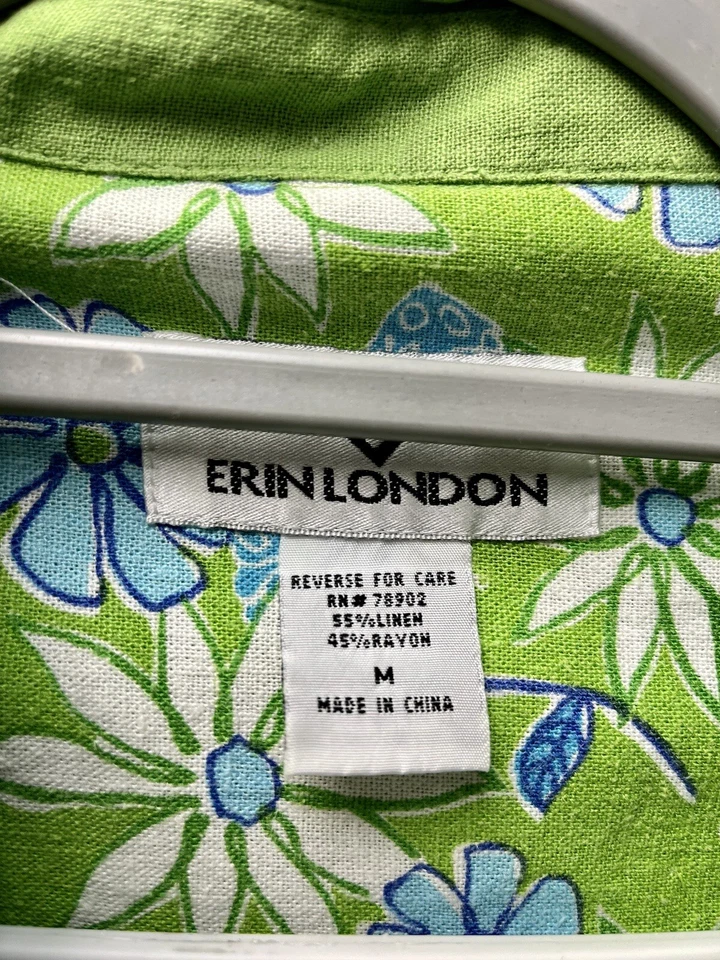 ERIN LONDON
REVERSE FOR CARE
RN# 78902
55%LINEN
45%RAYON
M
MADE IN CHINA